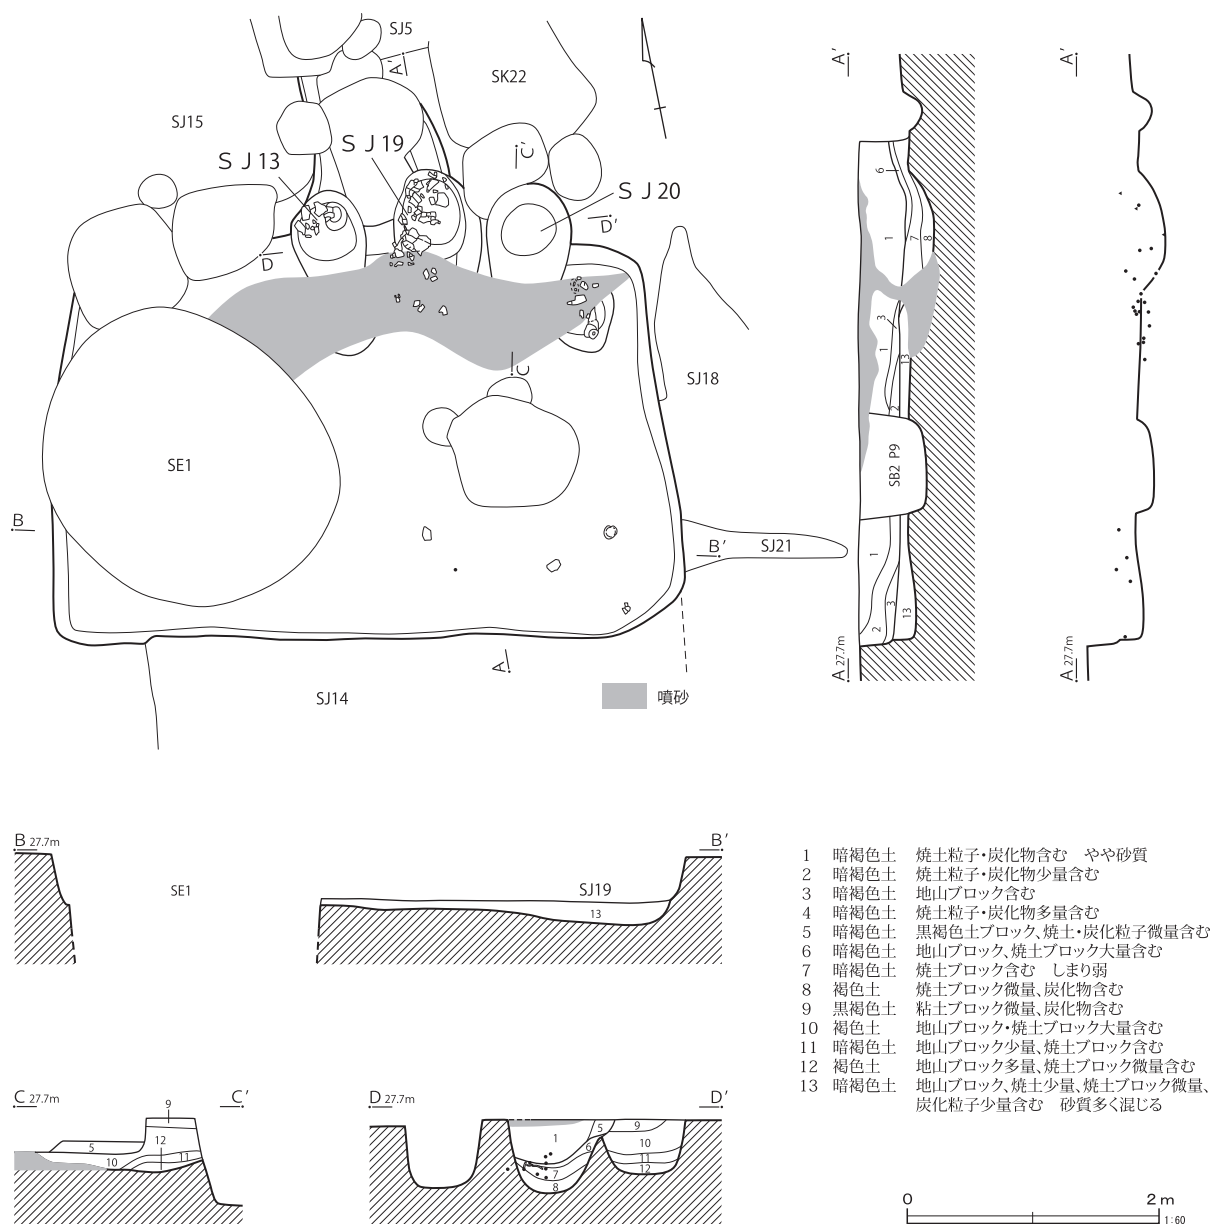 SJ5
A'
SK22
SJ15
SJ19
SJ13
C'
SJ20
D'
D
C
SJ18
SE1
B
B'
SJ21
A
SJ14
噴砂
A'
6
1
7
8
3
1
13
2
SB2 P9
1
3
13
2
A 27.7m
A'
A 27.7m
B 27.7m
B'
SE1
SJ19
13
C 27.7m
C'
9
12
5
11
10
D 27.7m
D'
1
5
9
6
10
11
7
12
8
1 暗褐色土 焼土粒子・炭化物含む やや砂質
2 暗褐色土 焼土粒子・炭化物少量含む
3 暗褐色土 地山ブロック含む
4 暗褐色土 焼土粒子・炭化物多量含む
5 暗褐色土 黒褐色土ブロック、焼土・炭化粒子微量含む
6 暗褐色土 地山ブロック、焼土ブロック大量含む
7 暗褐色土 焼土ブロック含む しまり弱
8 褐色土 焼土ブロック微量、炭化物含む
9 黒褐色土 粘土ブロック微量、炭化物含む
10 褐色土 地山ブロック・焼土ブロック大量含む
11 暗褐色土 地山ブロック少量、焼土ブロック含む
12 褐色土 地山ブロック多量、焼土ブロック微量含む
13 暗褐色土 地山ブロック、焼土少量、焼土ブロック微量、
炭化粒子少量含む 砂質多く混じる
0 2m
1:60